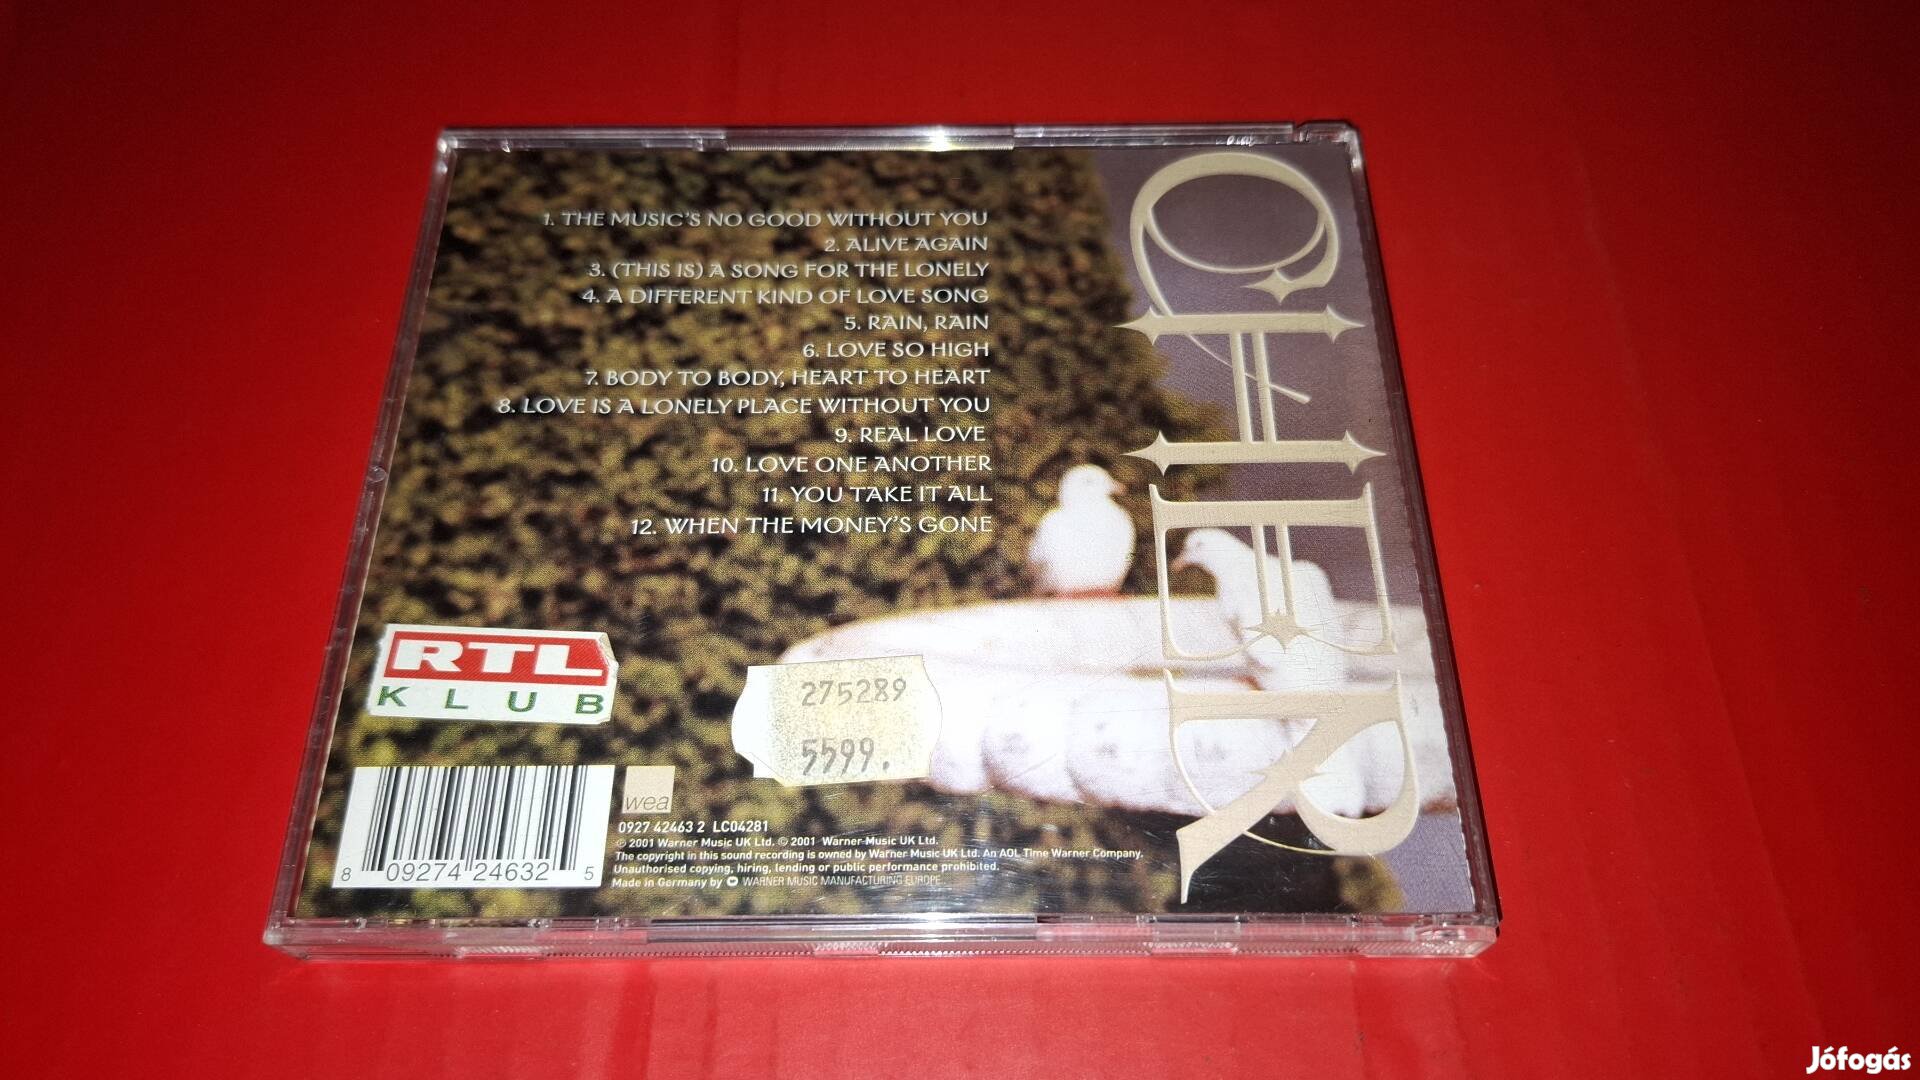 1. THE MUSIC'S NO GOOD WITHOUT YOU
2. ALIVE AGAIN
3. (THIS IS) A SONG FOR THE LONELY
4. A DIFFERENT KIND OF LOVE SONG
5. RAIN, RAIN
6. LOVE SO HIGH
7. BODY TO BODY, HEART TO HEART
8. LOVE IS A LONELY PLACE WITHOUT YOU
9. REAL LOVE
10. LOVE ONE ANOTHER
11. YOU TAKE IT ALL
12. WHEN THE MONEY'S GONE
CHER
RTL
KLUB
275289
5599.
wea
8 09274 24632 5
0927 42463 2 LC04281
℗ 2001 Warner Music UK Ltd. © 2001 Warner Music UK Ltd.
The copyright in this sound recording is owned by Warner Music UK Ltd. An AOL Time Warner Company.
Unauthorised copying, hiring, lending or public performance prohibited.
Made in Germany by WARNER MUSIC MANUFACTURING EUROPE
Jófogás